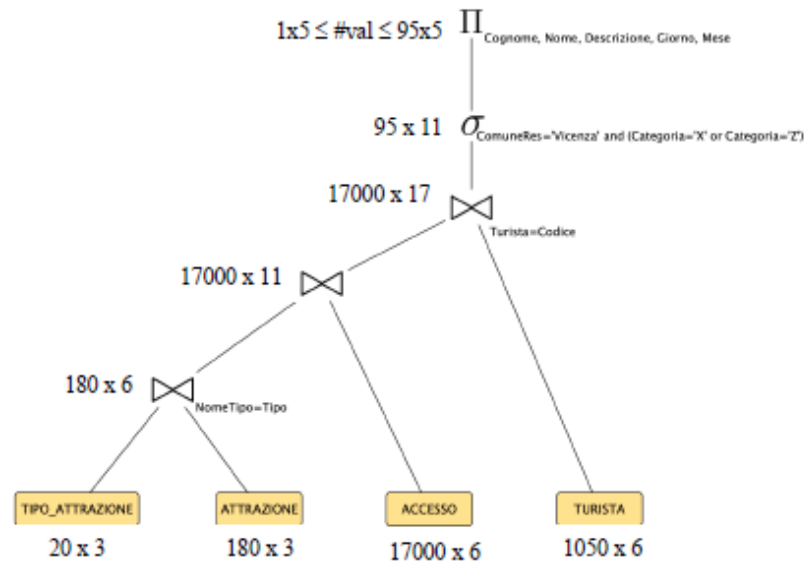 1x5 ≤ #val ≤ 95x5 Π Cognome, Nome, Descrizione, Giorno, Mese
95 x 11 σ ComuneRes='Vicenza' and (Categoria='X' or Categoria='Z')
17000 x 17
Turista=Codice
17000 x 11
180 x 6
NomeTipo=Tipo
TIPO_ATTRAZIONE ATTRAZIONE ACCESSO TURISTA
20 x 3 180 x 3 17000 x 6 1050 x 6